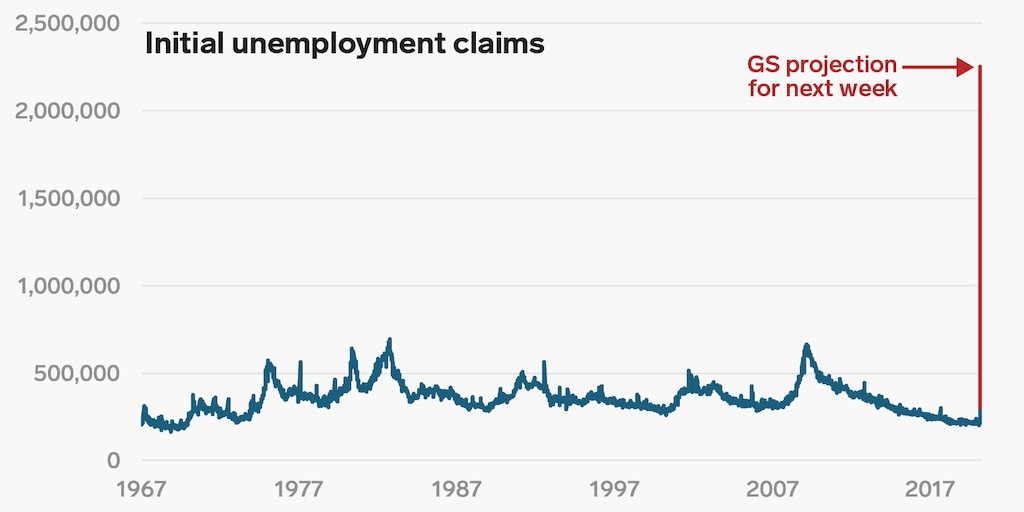 2,500,000
Initial unemployment claims
GS projection
for next week
2,000,000
1,500,000
1,000,000
500,000
0
1967 1977 1987 1997 2007 2017